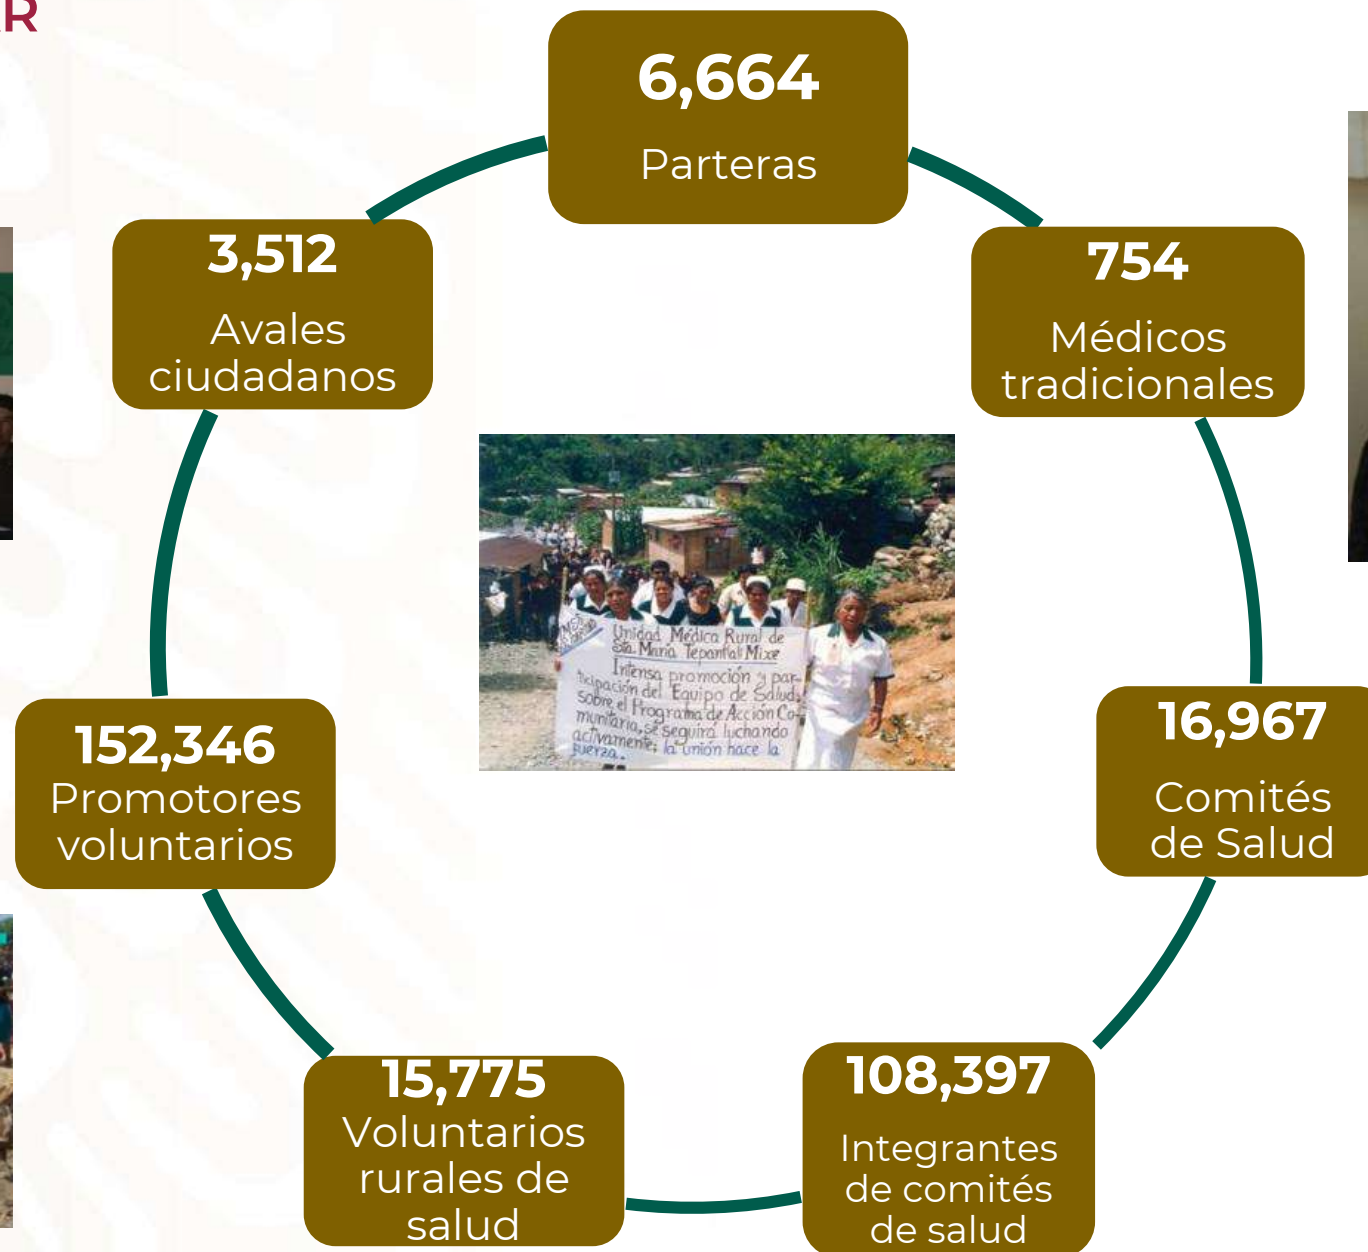 R
6,664
Parteras
754
Médicos
tradicionales
16,967
Comités
de Salud
108,397
Integrantes
de comités
de salud
15,775
Voluntarios
rurales de
salud
152,346
Promotores
voluntarios
3,512
Avales
ciudadanos
Unidad Médica Rural de
Sta. María Tepantlali Mixe
Intensa promoción y par-
ticipación del Equipo de Salud,
sobre el Programa de Acción Co-
munitaria, se seguirá luchando
activamente; la unión hace la
fuerza.